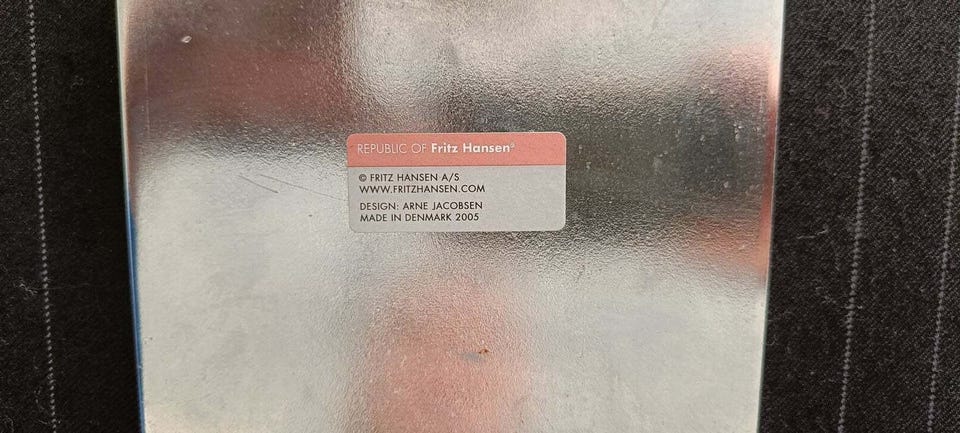 REPUBLIC OF Fritz Hansen®
© FRITZ HANSEN A/S
WWW.FRITZHANSEN.COM
DESIGN: ARNE JACOBSEN
MADE IN DENMARK 2005